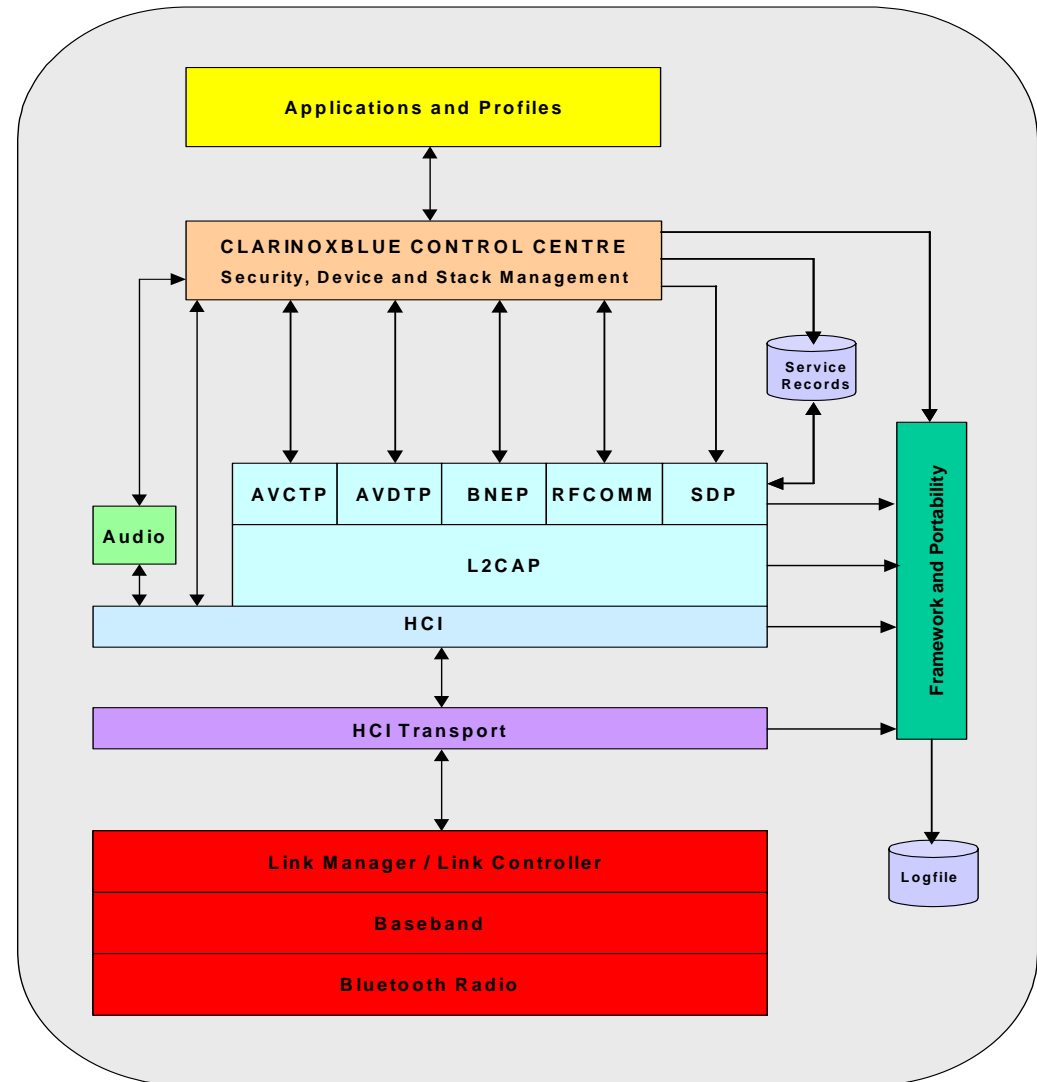 Applications and Profiles
CLARINOXBLUE CONTROL CENTRE
Security, Device and Stack Management
Service
Records
AVCTP
AVDTP
BNEP
RFCOMM
SDP
Audio
L2CAP
HCI
Framework and Portability
HCI Transport
Link Manager / Link Controller
Logfile
Baseband
Bluetooth Radio